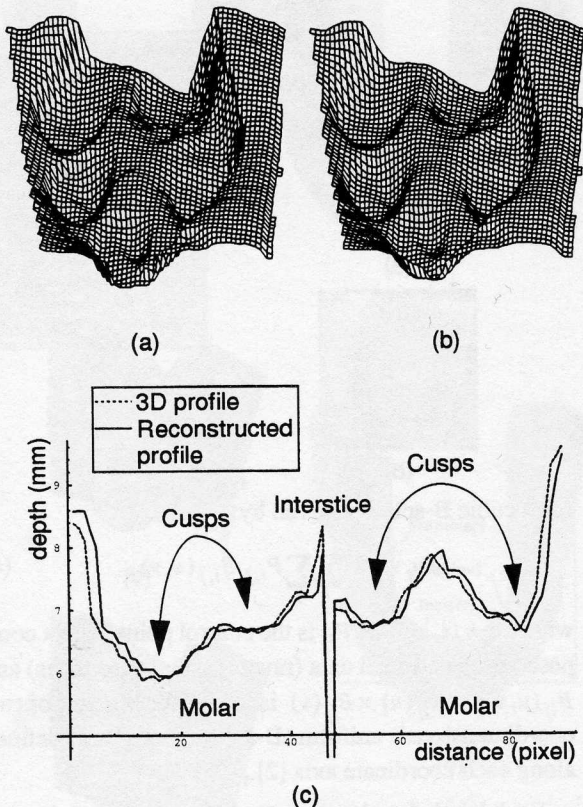 (a)
(b)
3D profile
Reconstructed
profile
depth (mm)
9
8
7
6
Cusps
Interstice
Cusps
Molar
Molar
20
40
60
80
distance (pixel)
(c)